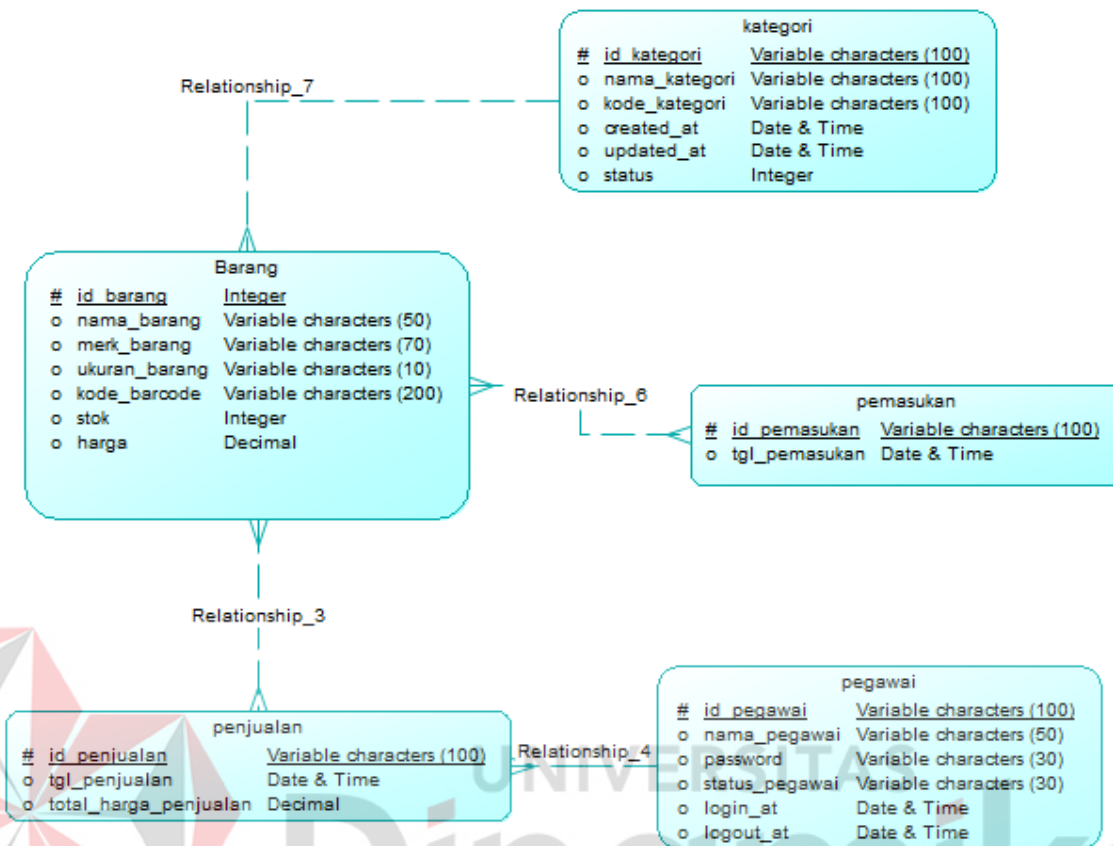 kategori
# id_kategori Variable characters (100)
o nama_kategori Variable characters (100)
o kode_kategori Variable characters (100)
o created_at Date & Time
o updated_at Date & Time
o status Integer
Relationship_7
Barang
# id_barang Integer
o nama_barang Variable characters (50)
o merk_barang Variable characters (70)
o ukuran_barang Variable characters (10)
o kode_barcode Variable characters (200)
o stok Integer
o harga Decimal
Relationship_6
pemasukan
# id_pemasukan Variable characters (100)
o tgl_pemasukan Date & Time
Relationship_3
penjualan
# id_penjualan Variable characters (100)
o tgl_penjualan Date & Time
o total_harga_penjualan Decimal
Relationship_4
pegawai
# id_pegawai Variable characters (100)
o nama_pegawai Variable characters (50)
o password Variable characters (30)
o status_pegawai Variable characters (30)
o login_at Date & Time
o logout_at Date & Time
UNIVERSITAS